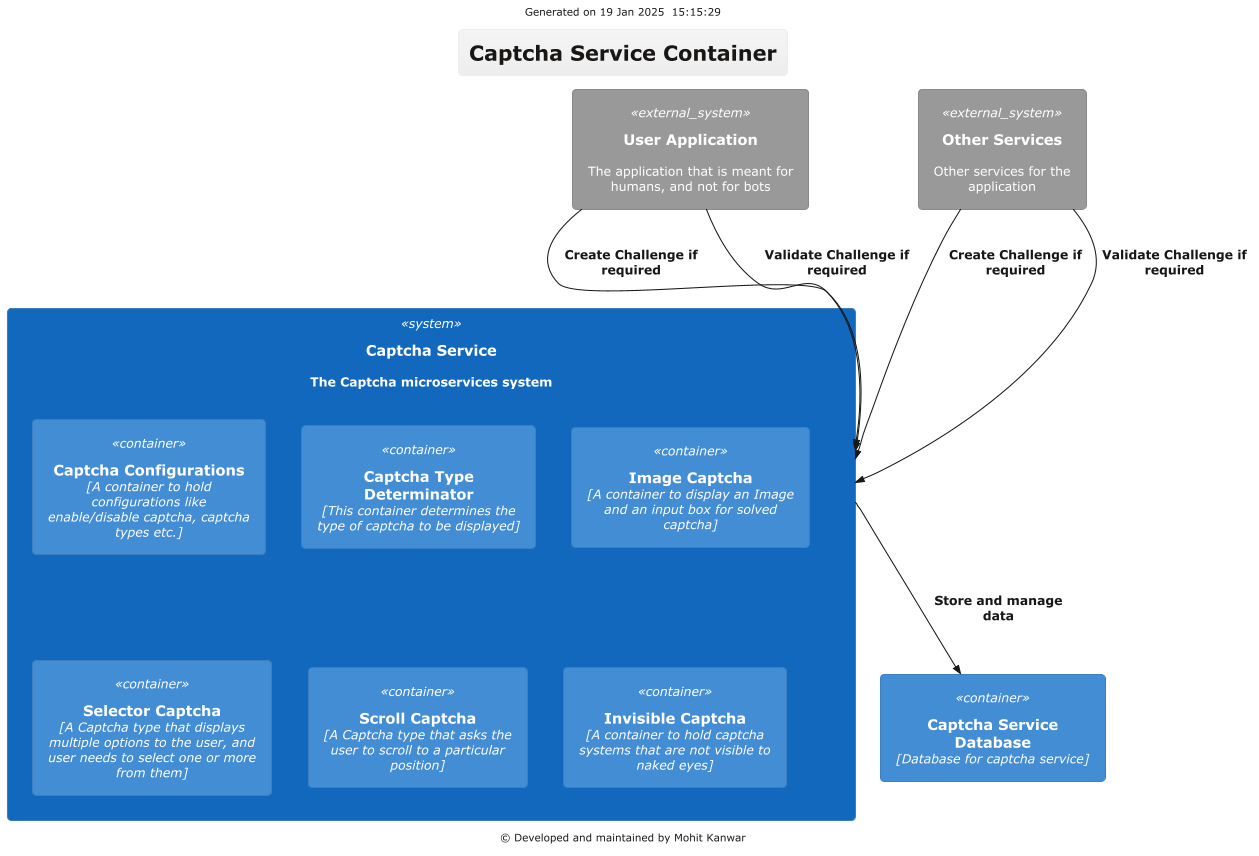 Generated on 19 Jan 2025  15:15:29
Captcha Service Container
«external_system»
User Application
The application that is meant for
humans, and not for bots
«external_system»
Other Services
Other services for the
application
Create Challenge if
required
Validate Challenge if
required
Create Challenge if
required
Validate Challenge if
required
«system»
Captcha Service
The Captcha microservices system
«container»
Captcha Configurations
[A container to hold
configurations like
enable/disable captcha, captcha
types etc.]
«container»
Captcha Type
Determinator
[This container determines the
type of captcha to be displayed]
«container»
Image Captcha
[A container to display an Image
and an input box for solved
captcha]
Store and manage
data
«container»
Selector Captcha
[A Captcha type that displays
multiple options to the user, and
user needs to select one or more
from them]
«container»
Scroll Captcha
[A Captcha type that asks the
user to scroll to a particular
position]
«container»
Invisible Captcha
[A container to hold captcha
systems that are not visible to
naked eyes]
«container»
Captcha Service
Database
[Database for captcha service]
© Developed and maintained by Mohit Kanwar